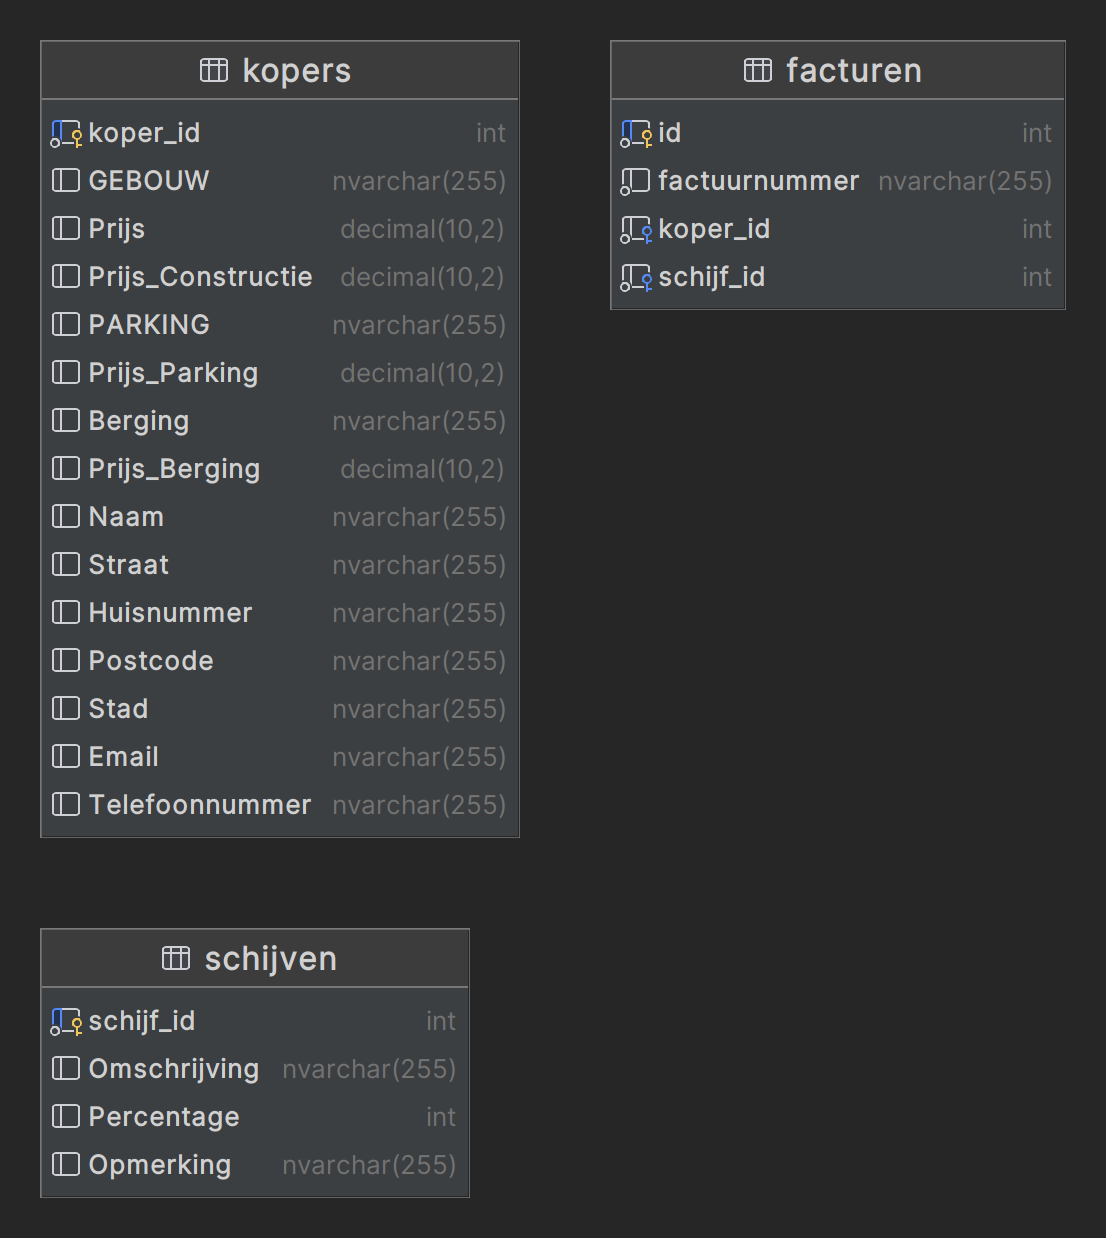 kopers
koper_id int
GEBOUW nvarchar(255)
Prijs decimal(10,2)
Prijs_Constructie decimal(10,2)
PARKING nvarchar(255)
Prijs_Parking decimal(10,2)
Berging nvarchar(255)
Prijs_Berging decimal(10,2)
Naam nvarchar(255)
Straat nvarchar(255)
Huisnummer nvarchar(255)
Postcode nvarchar(255)
Stad nvarchar(255)
Email nvarchar(255)
Telefoonnummer nvarchar(255)
facturen
id int
factuurnummer nvarchar(255)
koper_id int
schijf_id int
schijven
schijf_id int
Omschrijving nvarchar(255)
Percentage int
Opmerking nvarchar(255)